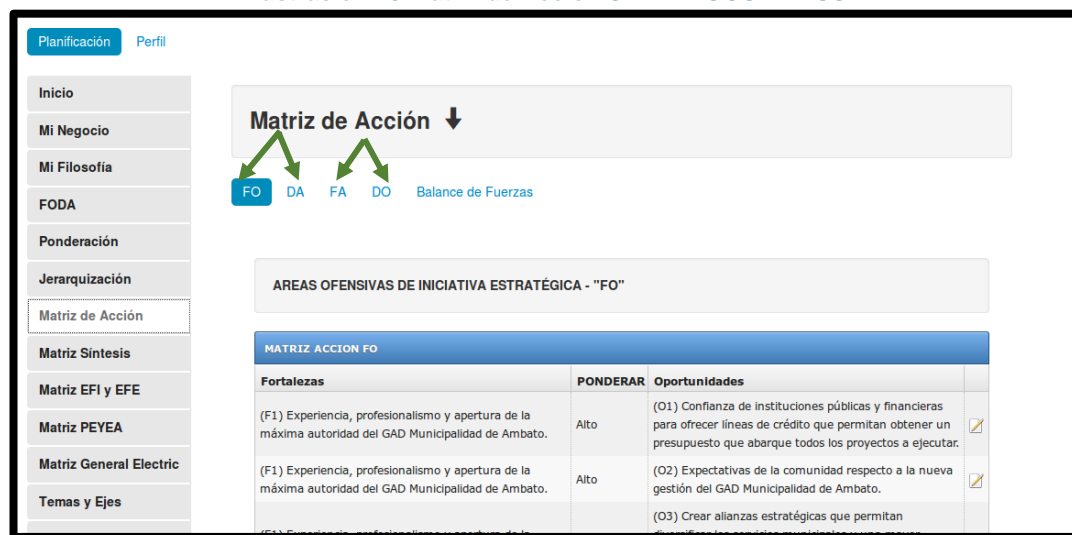 Planificación Perfil
Inicio
Mi Negocio
Mi Filosofía
FODA
Ponderación
Jerarquización
Matriz de Acción
Matriz Síntesis
Matriz EFI y EFE
Matriz PEYEA
Matriz General Electric
Temas y Ejes
Matriz de Acción
FO DA FA DO Balance de Fuerzas
AREAS OFENSIVAS DE INICIATIVA ESTRATÉGICA - "FO"
MATRIZ ACCION FO
Fortalezas PONDERAR Oportunidades
(F1) Experiencia, profesionalismo y apertura de la
máxima autoridad del GAD Municipalidad de Ambato.
Alto
(O1) Confianza de instituciones públicas y financieras
para ofrecer líneas de crédito que permitan obtener un
presupuesto que abarque todos los proyectos a ejecutar.
(F1) Experiencia, profesionalismo y apertura de la
máxima autoridad del GAD Municipalidad de Ambato.
Alto
(O2) Expectativas de la comunidad respecto a la nueva
gestión del GAD Municipalidad de Ambato.
(O3) Crear alianzas estratégicas que permitan